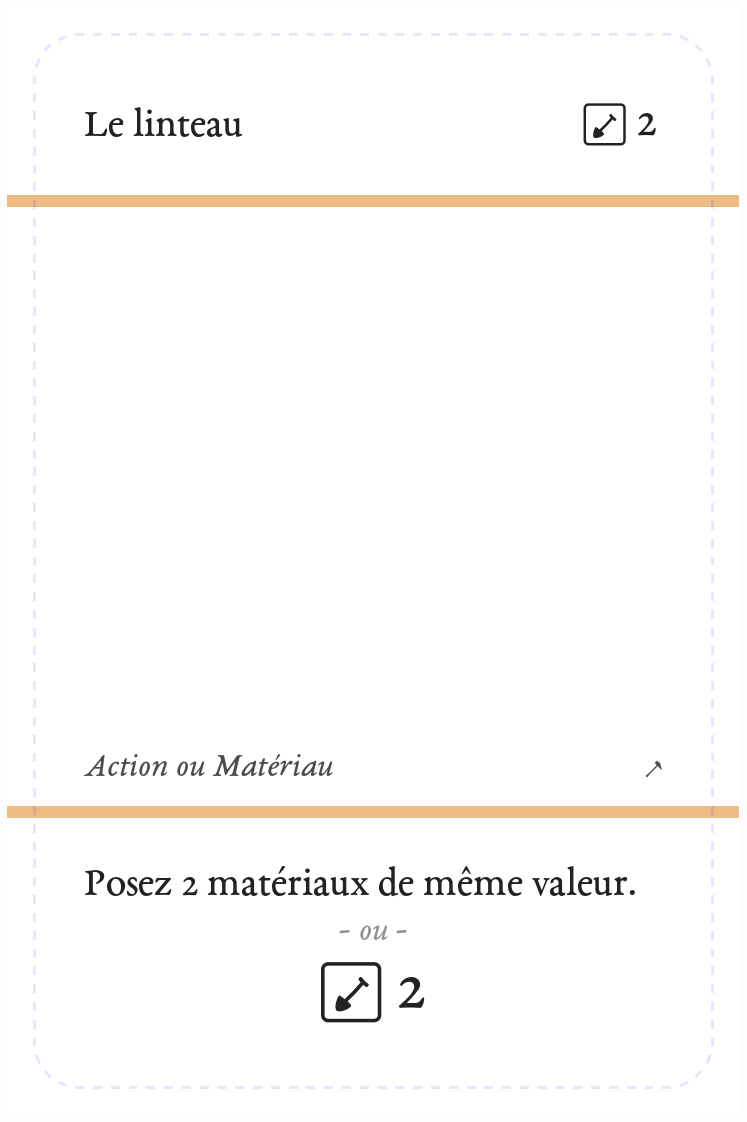 Le linteau 2
Action ou Matériau
Posez 2 matériaux de même valeur.
- ou -
2